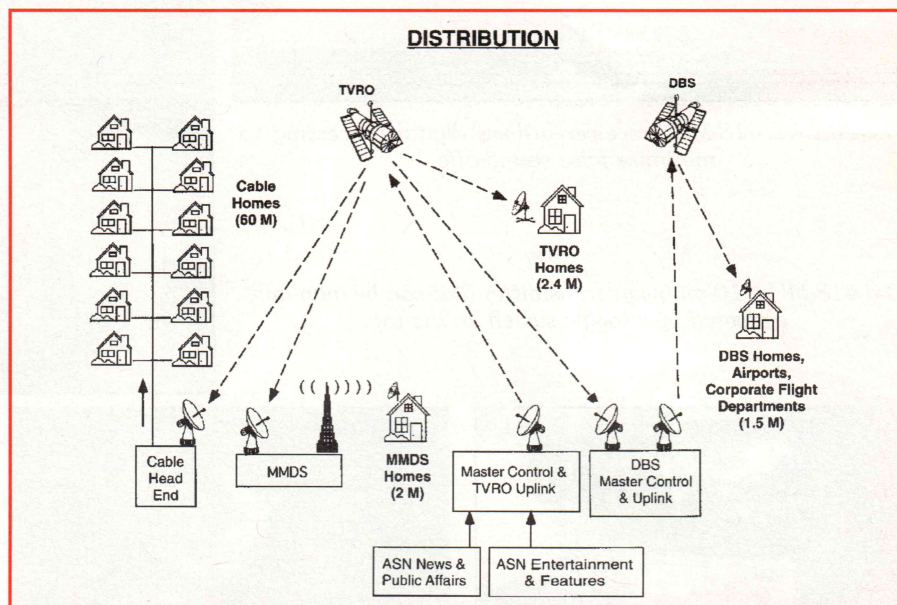 DISTRIBUTION
TVRO
DBS
Cable
Homes
(60 M)
TVRO
Homes
(2.4 M)
DBS Homes,
Airports,
Corporate Flight
Departments
(1.5 M)
Cable
Head
End
MMDS
MMDS
Homes
(2 M)
Master Control &
TVRO Uplink
DBS
Master Control
& Uplink
ASN News &
Public Affairs
ASN Entertainment
& Features